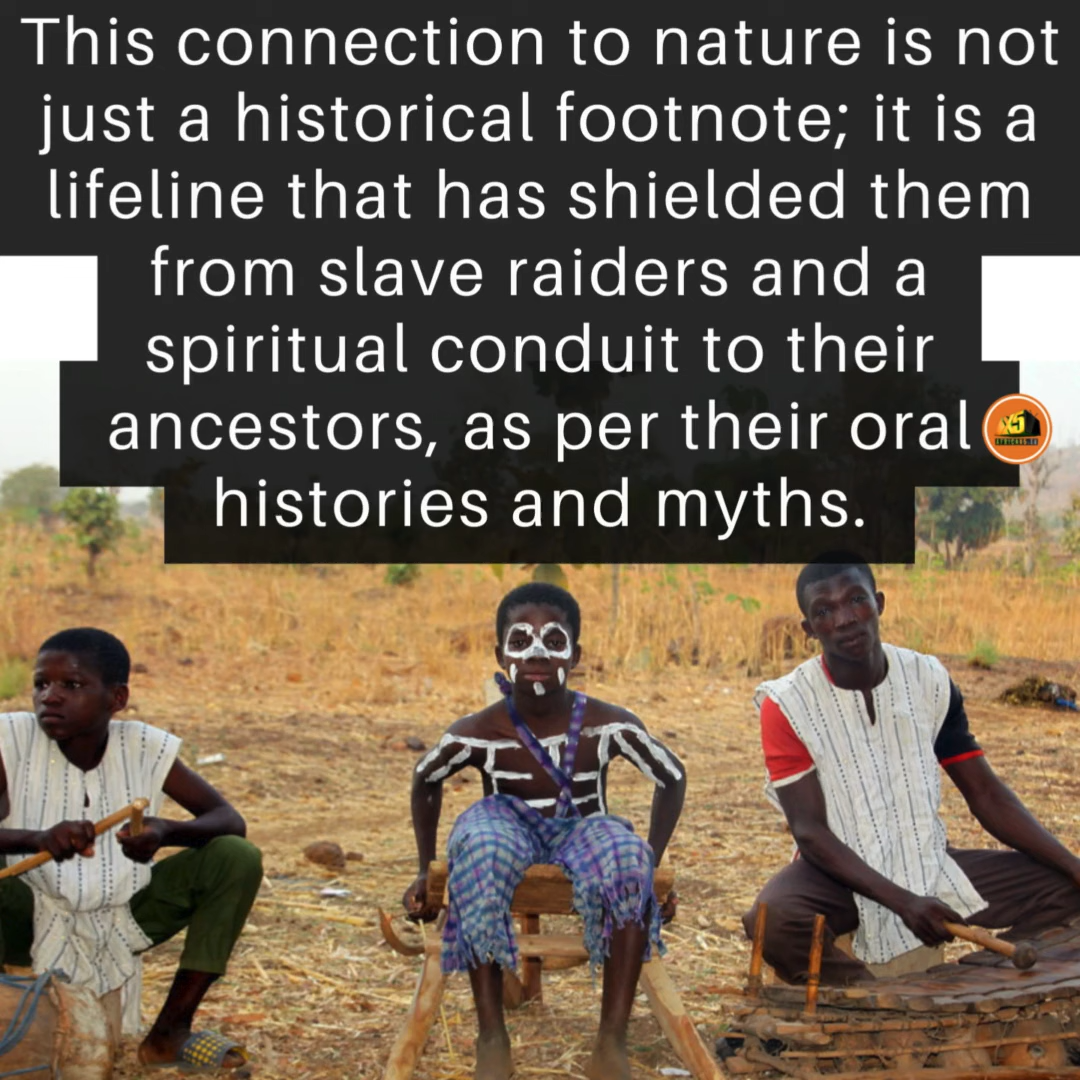 This connection to nature is not
just a historical footnote; it is a
lifeline that has shielded them
from slave raiders and a
spiritual conduit to their
ancestors, as per their oral
histories and myths.